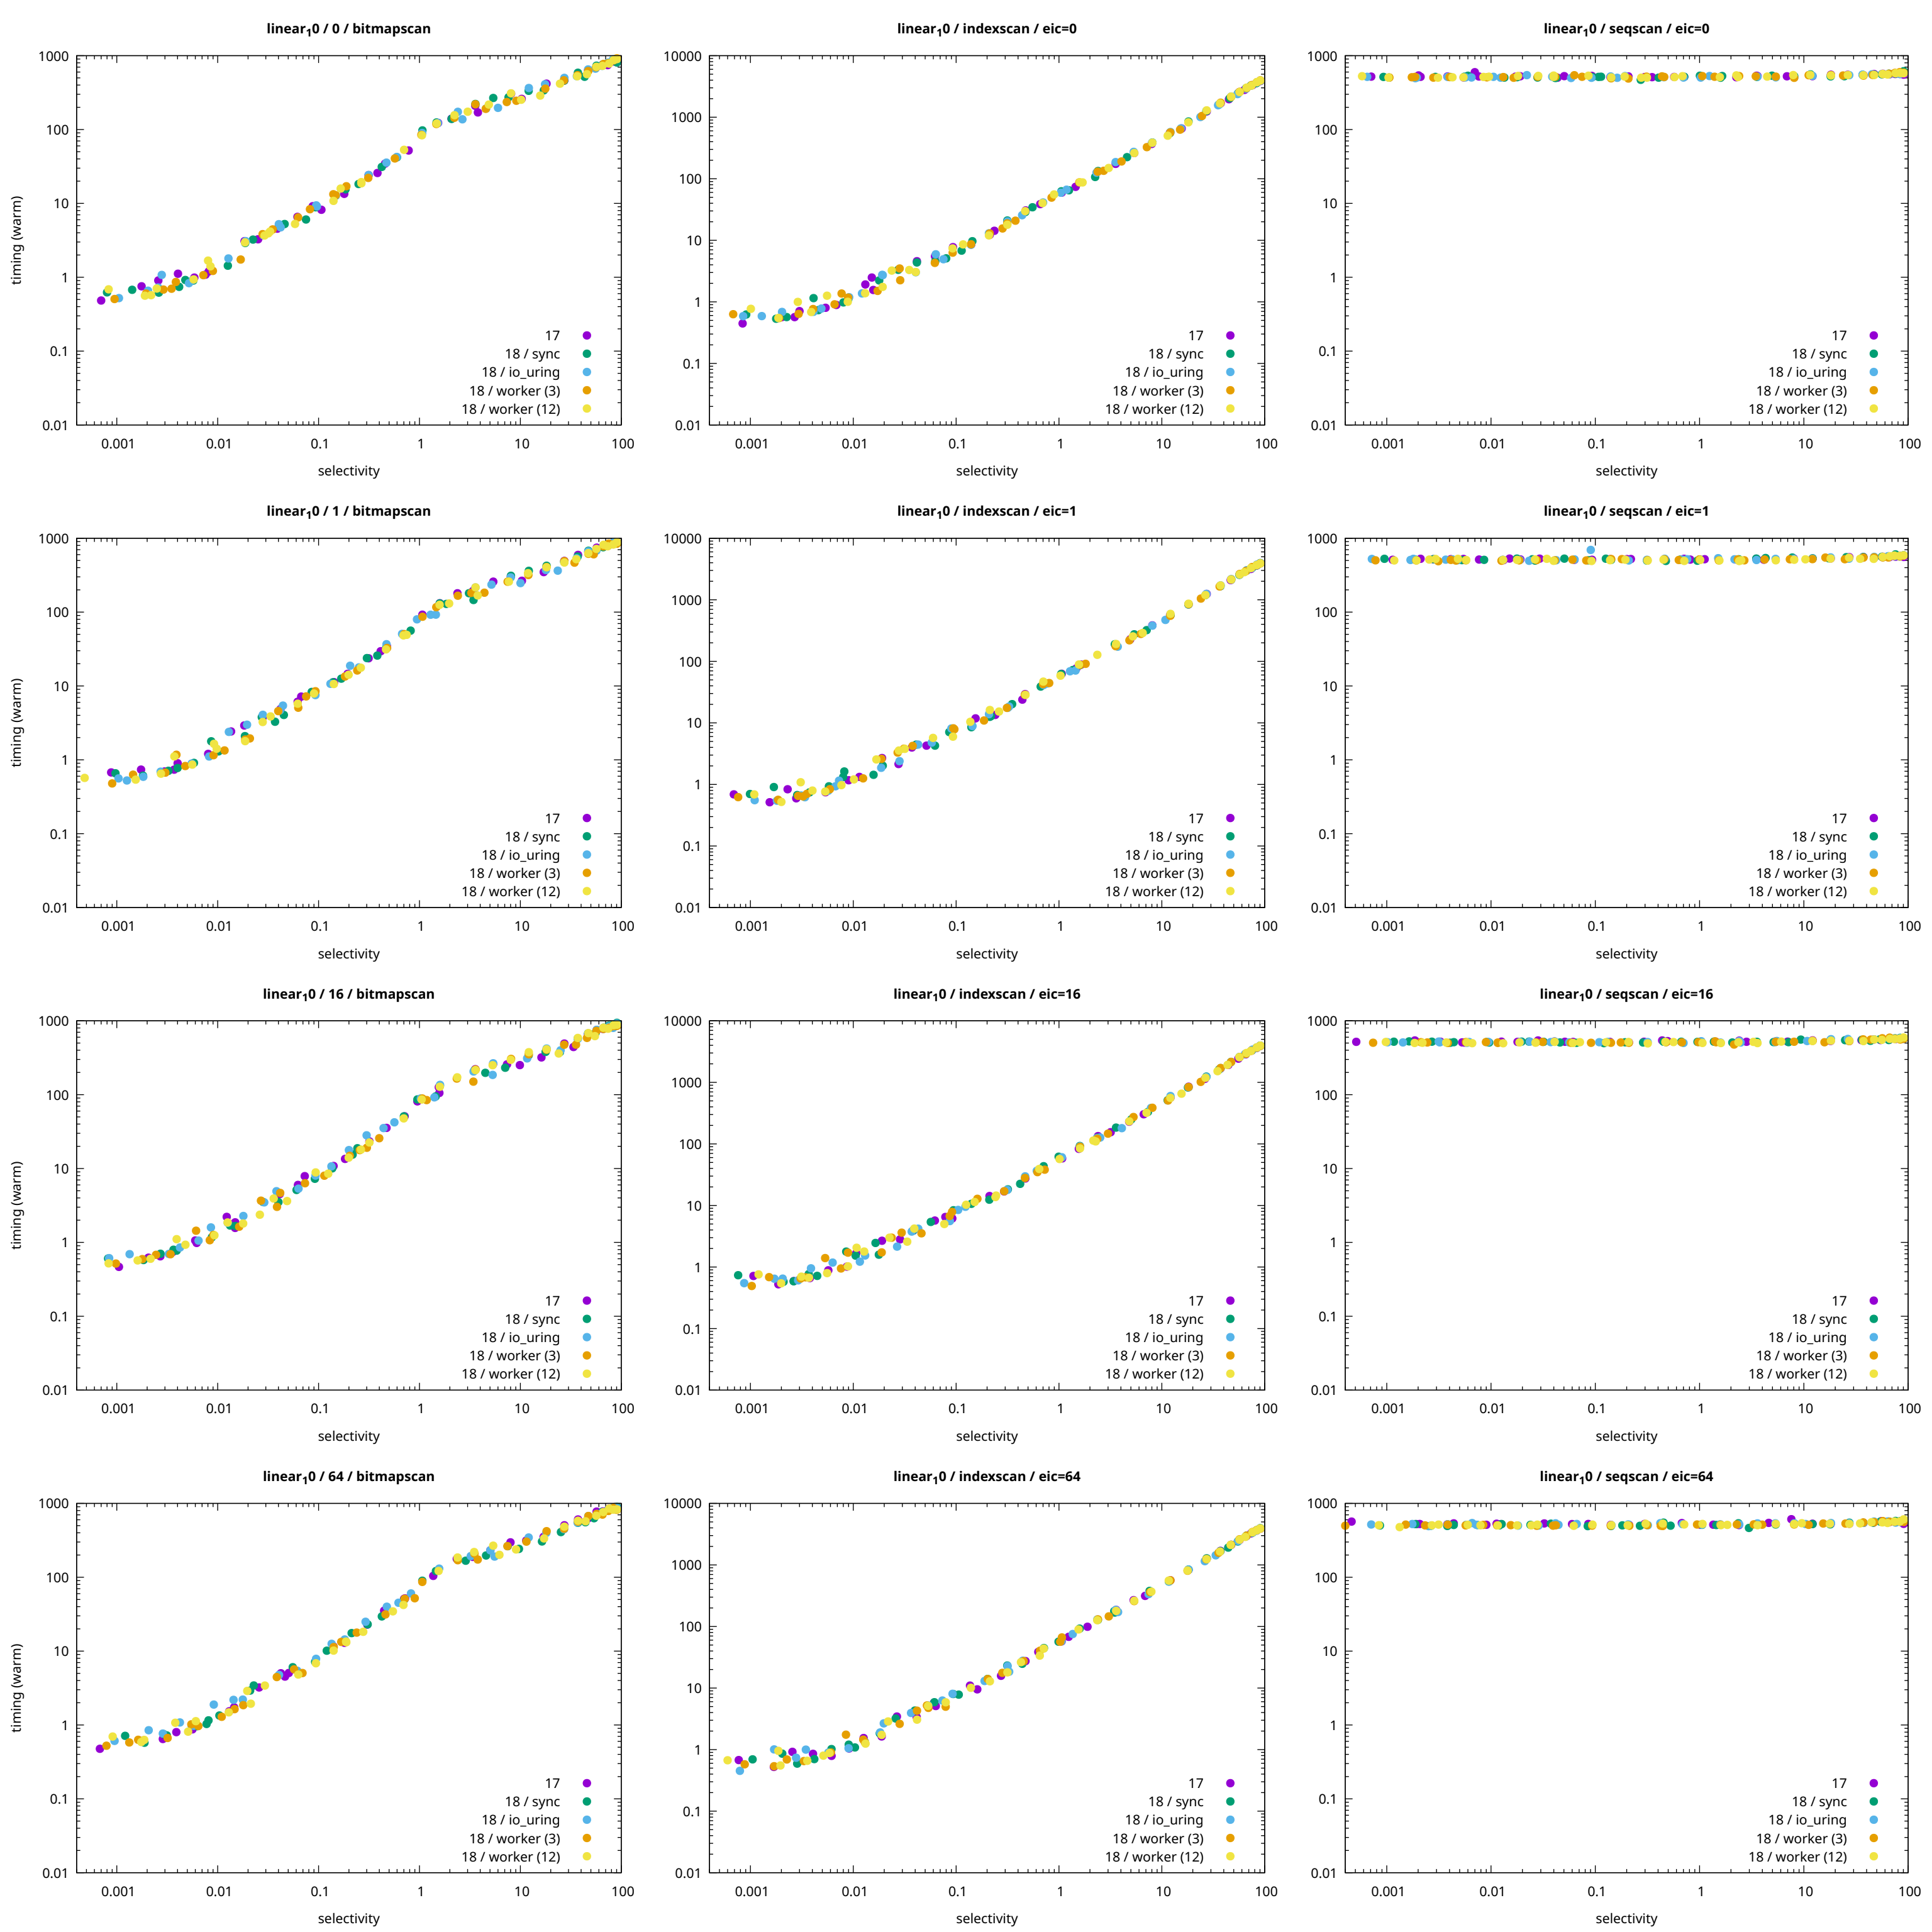 linear₁0 / 0 / bitmapscan
1000
100
10
1
0.1
0.01
timing (warm)
17
18 / sync
18 / io_uring
18 / worker (3)
18 / worker (12)
0.001 0.01 0.1 1 10 100
selectivity
linear₁0 / indexscan / eic=0
10000
1000
100
10
1
0.1
0.01
17
18 / sync
18 / io_uring
18 / worker (3)
18 / worker (12)
0.001 0.01 0.1 1 10 100
selectivity
linear₁0 / seqscan / eic=0
1000
100
10
1
0.1
0.01
17
18 / sync
18 / io_uring
18 / worker (3)
18 / worker (12)
0.001 0.01 0.1 1 10 100
selectivity
linear₁0 / 1 / bitmapscan
1000
100
10
1
0.1
0.01
timing (warm)
17
18 / sync
18 / io_uring
18 / worker (3)
18 / worker (12)
0.001 0.01 0.1 1 10 100
selectivity
linear₁0 / indexscan / eic=1
10000
1000
100
10
1
0.1
0.01
17
18 / sync
18 / io_uring
18 / worker (3)
18 / worker (12)
0.001 0.01 0.1 1 10 100
selectivity
linear₁0 / seqscan / eic=1
1000
100
10
1
0.1
0.01
17
18 / sync
18 / io_uring
18 / worker (3)
18 / worker (12)
0.001 0.01 0.1 1 10 100
selectivity
linear₁0 / 16 / bitmapscan
1000
100
10
1
0.1
0.01
timing (warm)
17
18 / sync
18 / io_uring
18 / worker (3)
18 / worker (12)
0.001 0.01 0.1 1 10 100
selectivity
linear₁0 / indexscan / eic=16
10000
1000
100
10
1
0.1
0.01
17
18 / sync
18 / io_uring
18 / worker (3)
18 / worker (12)
0.001 0.01 0.1 1 10 100
selectivity
linear₁0 / seqscan / eic=16
1000
100
10
1
0.1
0.01
17
18 / sync
18 / io_uring
18 / worker (3)
18 / worker (12)
0.001 0.01 0.1 1 10 100
selectivity
linear₁0 / 64 / bitmapscan
1000
100
10
1
0.1
0.01
timing (warm)
17
18 / sync
18 / io_uring
18 / worker (3)
18 / worker (12)
0.001 0.01 0.1 1 10 100
selectivity
linear₁0 / indexscan / eic=64
10000
1000
100
10
1
0.1
0.01
17
18 / sync
18 / io_uring
18 / worker (3)
18 / worker (12)
0.001 0.01 0.1 1 10 100
selectivity
linear₁0 / seqscan / eic=64
1000
100
10
1
0.1
0.01
17
18 / sync
18 / io_uring
18 / worker (3)
18 / worker (12)
0.001 0.01 0.1 1 10 100
selectivity